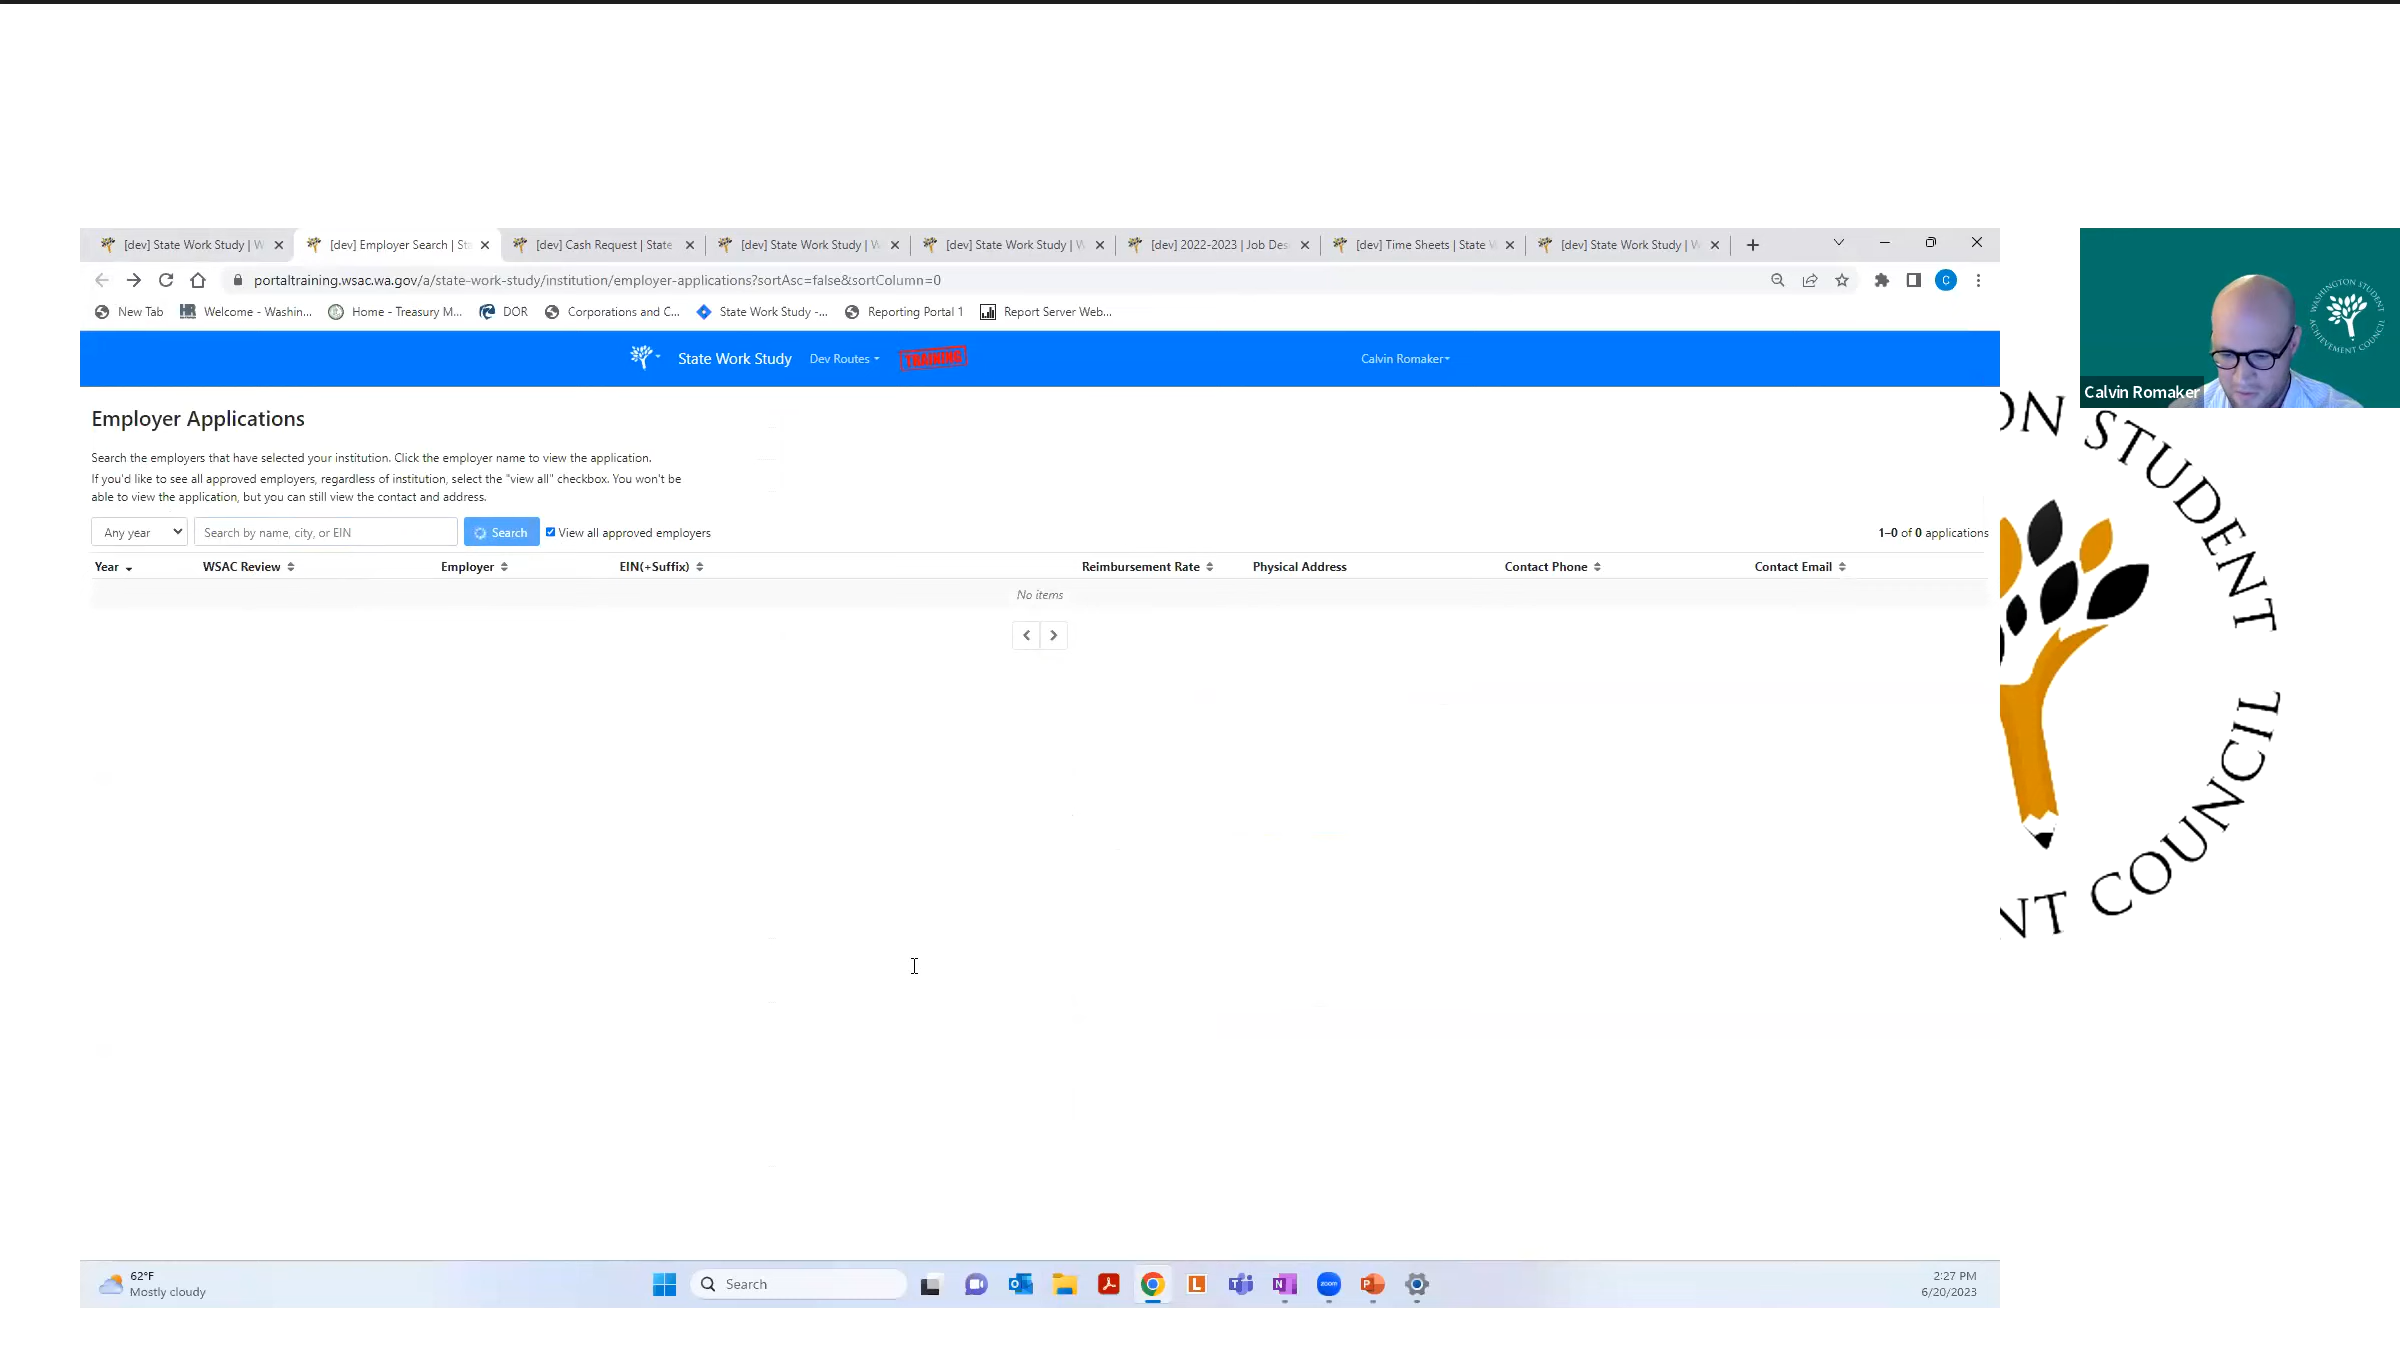 [dev] State Work Study | W
[dev] Employer Search | Sta
[dev] Cash Request | State
[dev] State Work Study | W
[dev] State Work Study | W
[dev] 2022-2023 | Job Des
[dev] Time Sheets | State W
[dev] State Work Study | W
portaltraining.wsac.wa.gov/a/state-work-study/institution/employer-applications?sortAsc=false&sortColumn=0
C
New Tab
HR
Welcome - Washin...
Home - Treasury M...
DOR
Corporations and C...
State Work Study -...
Reporting Portal 1
Report Server Web...
State Work Study
Dev Routes
TRAINING
Calvin Romaker
Employer Applications
Search the employers that have selected your institution. Click the employer name to view the application.
If you'd like to see all approved employers, regardless of institution, select the "view all" checkbox. You won't be
able to view the application, but you can still view the contact and address.
Any year
Search by name, city, or EIN
Search
View all approved employers
1–0 of 0 applications
Year
WSAC Review
Employer
EIN(+Suffix)
Reimbursement Rate
Physical Address
Contact Phone
Contact Email
No items
62°F
Mostly cloudy
Search
L
zoom
2:27 PM
6/20/2023
WASHINGTON STUDENT
ACHIEVEMENT COUNCIL
Calvin Romaker
ON STUDENT
NT COUNCIL